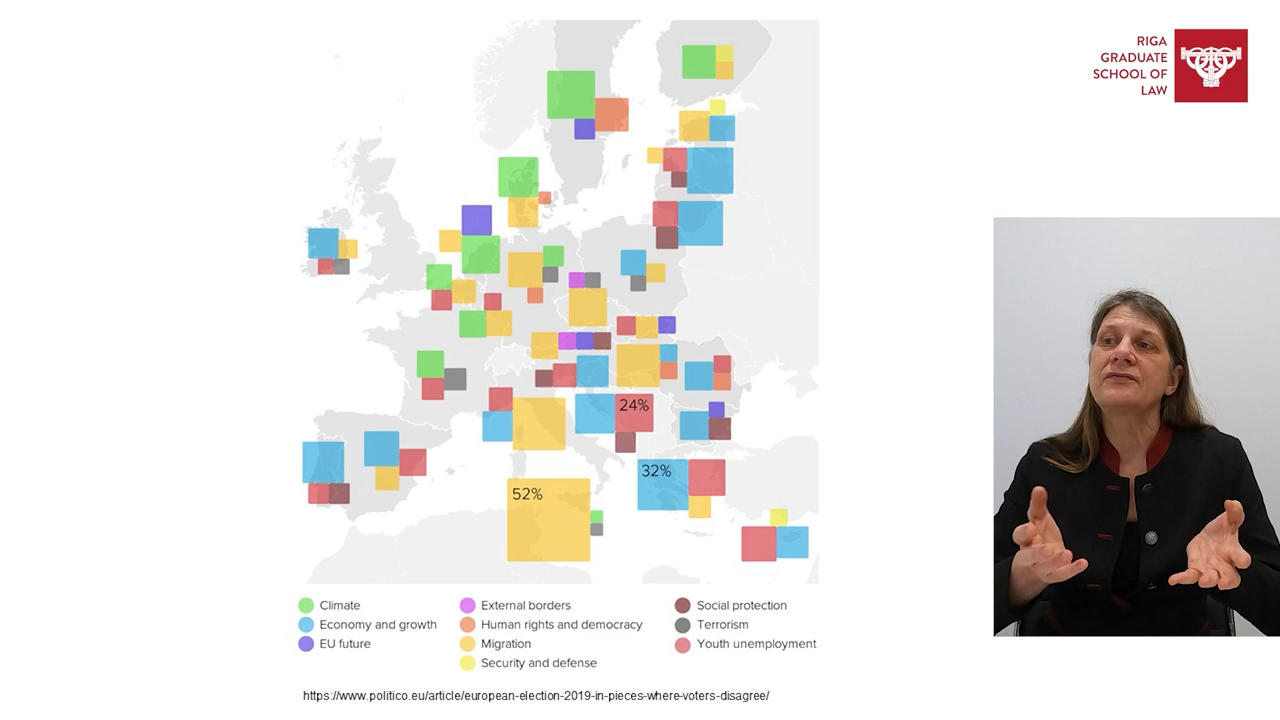 RIGA
GRADUATE
SCHOOL OF
LAW
24%
32%
52%
Climate
Economy and growth
EU future
External borders
Human rights and democracy
Migration
Security and defense
Social protection
Terrorism
Youth unemployment
https://www.politico.eu/article/european-election-2019-in-pieces-where-voters-disagree/